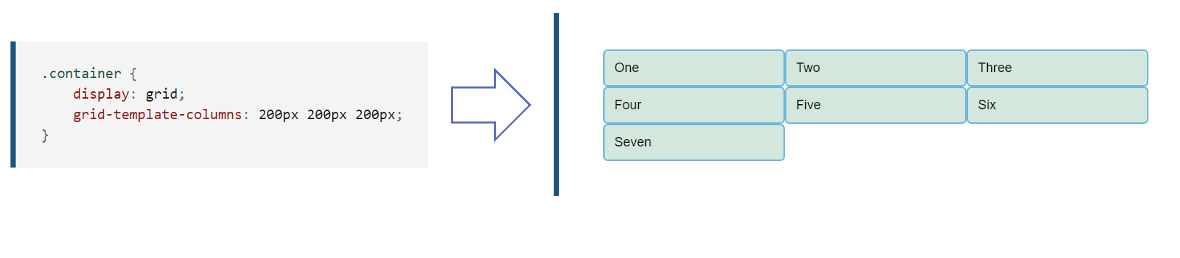 .container {
    display: grid;
    grid-template-columns: 200px 200px 200px;
}
One Two Three
Four Five Six
Seven